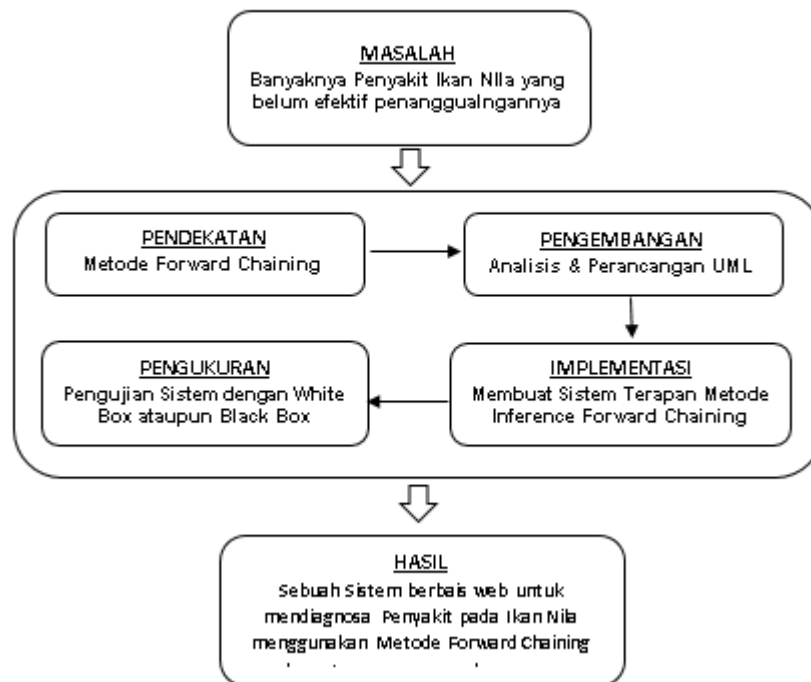 MASALAH
Banyaknya Penyakit Ikan NIla yang
belum efektif penanggualngannya
PENDEKATAN
Metode Forward Chaining
PENGEMBANGAN
Analisis & Perancangan UML
PENGUKURAN
Pengujian Sistem dengan White
Box ataupun Black Box
IMPLEMENTASI
Membuat Sistem Terapan Metode
Inference Forward Chaining
HASIL
Sebuah Sistem berbais web untuk
mendiagnosa Penyakit pada Ikan Nila
menggunakan Metode Forward Chaining